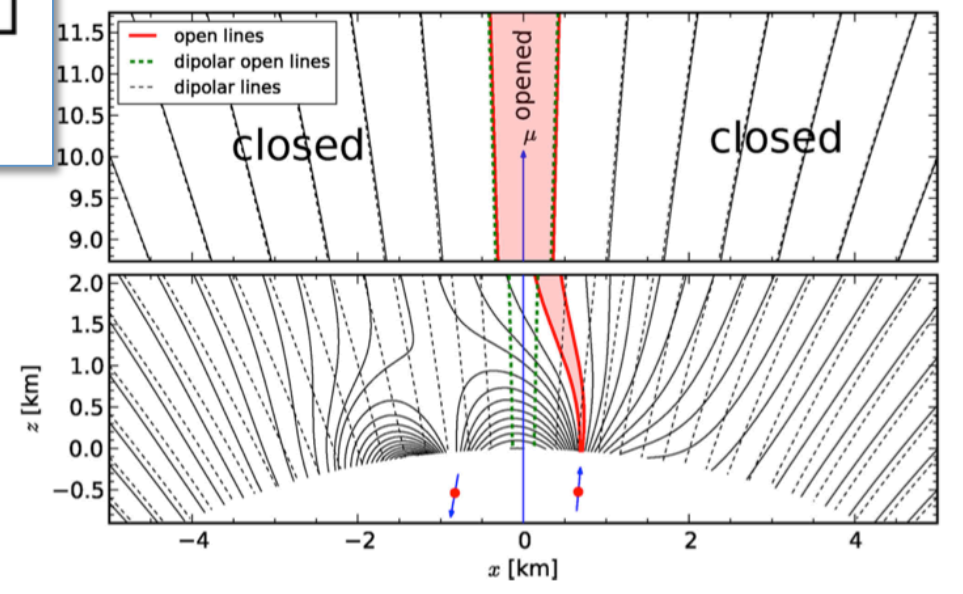 11.5
11.0
10.5
10.0
9.5
9.0
open lines
dipolar open lines
dipolar lines
closed
opened
μ
closed
2.0
1.5
1.0
0.5
0.0
−0.5
z [km]
−4
−2
0
2
4
x [km]